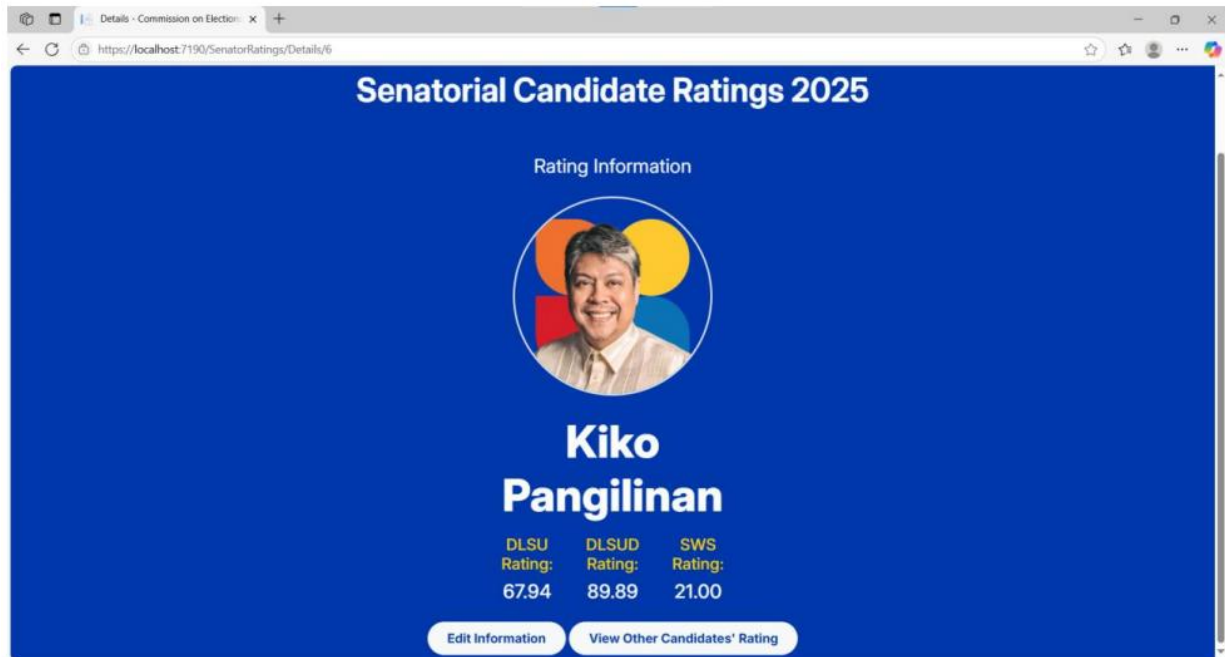 Details - Commission on Election
https://localhost:7190/SenatorRatings/Details/6
Senatorial Candidate Ratings 2025
Rating Information
Kiko
Pangilinan
DLSU DLSUD SWS
Rating: Rating: Rating:
67.94 89.89 21.00
Edit Information View Other Candidates' Rating